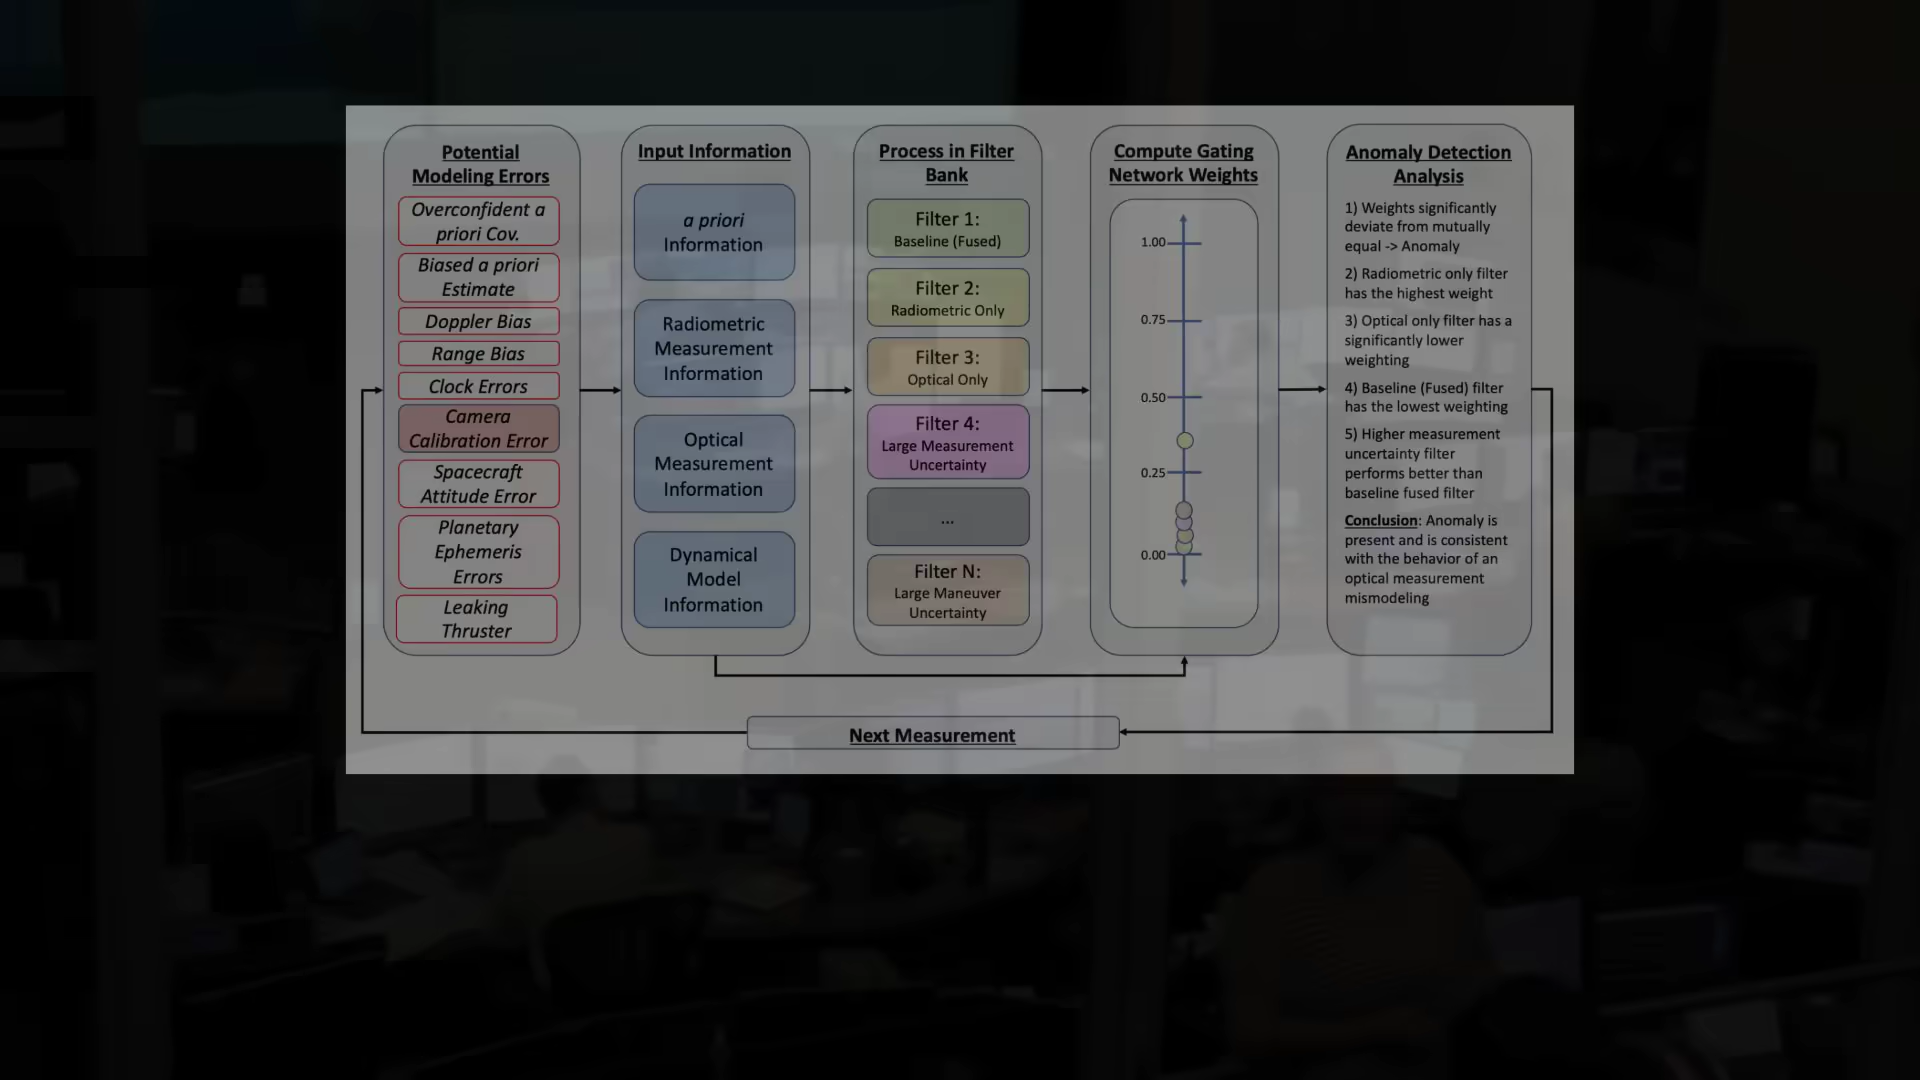 Potential
Modeling Errors
Overconfident a
priori Cov.
Biased a priori
Estimate
Doppler Bias
Range Bias
Clock Errors
Camera
Calibration Error
Spacecraft
Attitude Error
Planetary
Ephemeris
Errors
Leaking
Thruster
Input Information
a priori
Information
Radiometric
Measurement
Information
Optical
Measurement
Information
Dynamical
Model
Information
Process in Filter
Bank
Filter 1:
Baseline (Fused)
Filter 2:
Radiometric Only
Filter 3:
Optical Only
Filter 4:
Large Measurement
Uncertainty
...
Filter N:
Large Maneuver
Uncertainty
Compute Gating
Network Weights
1.00
0.75
0.50
0.25
0.00
Anomaly Detection
Analysis
1) Weights significantly
deviate from mutually
equal -> Anomaly
2) Radiometric only filter
has the highest weight
3) Optical only filter has a
significantly lower
weighting
4) Baseline (Fused) filter
has the lowest weighting
5) Higher measurement
uncertainty filter
performs better than
baseline fused filter
Conclusion: Anomaly is
present and is consistent
with the behavior of an
optical measurement
mismodeling
Next Measurement